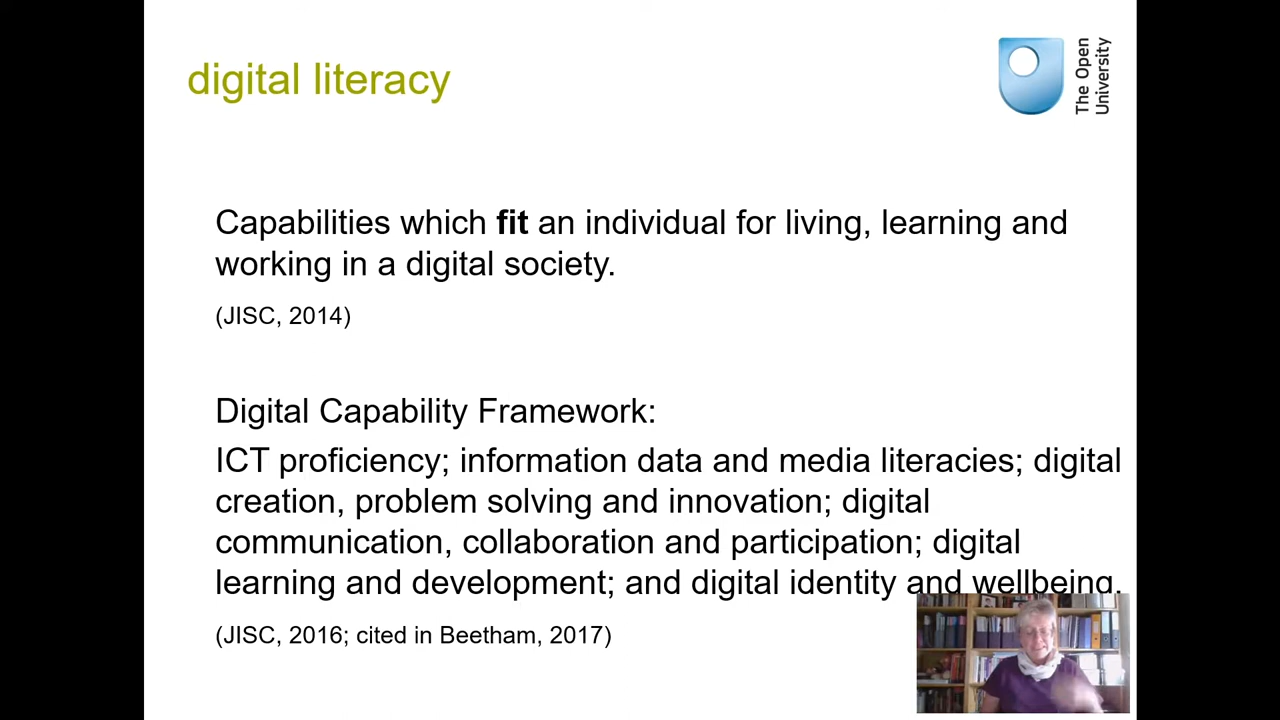 digital literacy
The Open
University
Capabilities which fit an individual for living, learning and
working in a digital society.
(JISC, 2014)
Digital Capability Framework:
ICT proficiency; information data and media literacies; digital
creation, problem solving and innovation; digital
communication, collaboration and participation; digital
learning and development; and digital identity and wellbeing.
(JISC, 2016; cited in Beetham, 2017)